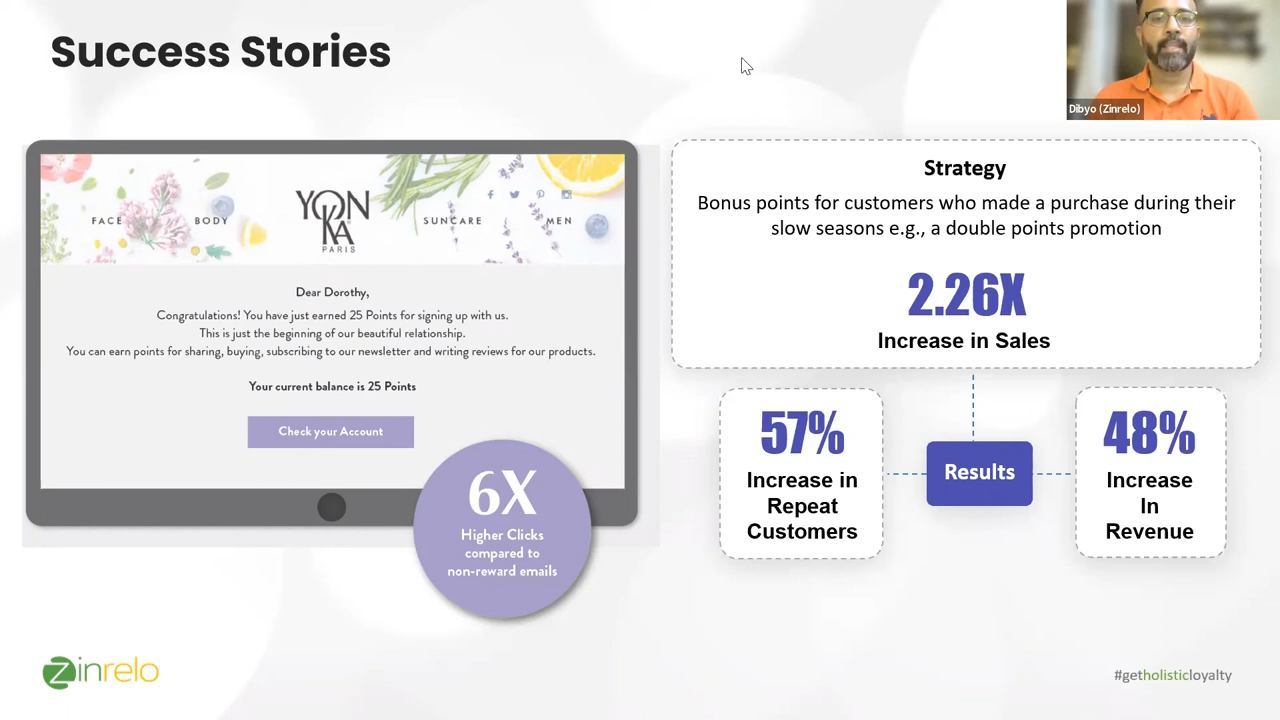 Success Stories
Dibyo (Zinrelo)
FACE
BODY
YON
KA
PARIS
SUNCARE
MEN
Dear Dorothy,
Congratulations! You have just earned 25 Points for signing up with us.
This is just the beginning of our beautiful relationship.
You can earn points for sharing, buying, subscribing to our newsletter and writing reviews for our products.
Your current balance is 25 Points
Check your Account
6X
Higher Clicks
compared to
non-reward emails
Strategy
Bonus points for customers who made a purchase during their
slow seasons e.g., a double points promotion
2.26X
Increase in Sales
57%
Increase in
Repeat
Customers
Results
48%
Increase
In
Revenue
zinrelo
#getholisticloyalty